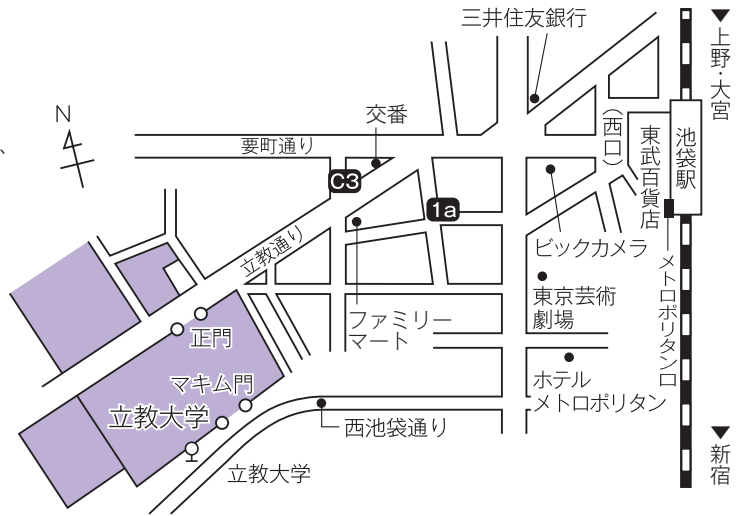 三井住友銀行
▼上野・大宮
N
交番
(西口)
池袋駅
、
要町通り
東武百貨店
C3
1a
ビックカメラ
立教通り
メトロポリタン口
東京芸術
劇場
ファミリー
マート
正門
マキム門
ホテル
メトロポリタン
立教大学
西池袋通り
▼新宿
立教大学